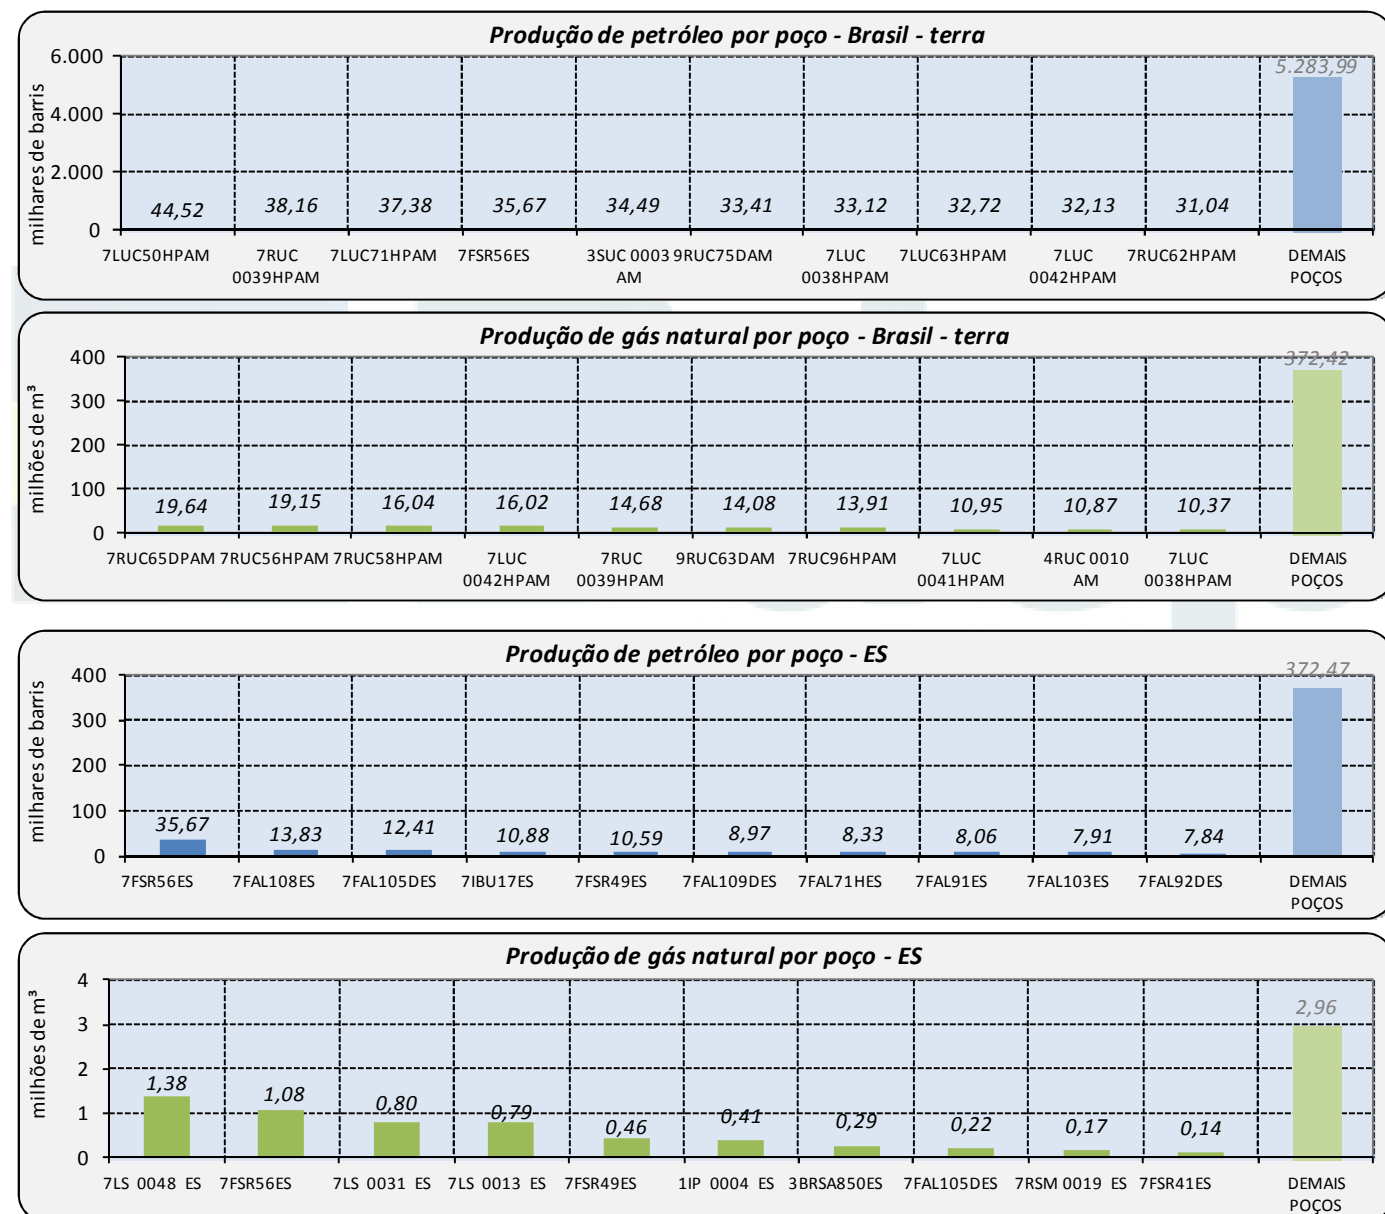 Produção de petróleo por poço - Brasil - terra
milhares de barris
6.000
4.000
2.000
0
44,52 38,16 37,38 35,67 34,49 33,41 33,12 32,72 32,13 31,04 5.283,99
7LUC50HPAM 7RUC 7LUC71HPAM 7FSR56ES 3SUC 0003 9RUC75DAM 7LUC 7LUC63HPAM 7LUC 7RUC62HPAM DEMAIS
0039HPAM AM 0038HPAM 0042HPAM POÇOS
Produção de gás natural por poço - Brasil - terra
milhões de m³
400
300
200
100
0
19,64 19,15 16,04 16,02 14,68 14,08 13,91 10,95 10,87 10,37 372,42
7RUC65DPAM 7RUC56HPAM 7RUC58HPAM 7LUC 7RUC 9RUC63DAM 7RUC96HPAM 7LUC 4RUC 0010 7LUC DEMAIS
0042HPAM 0039HPAM 0041HPAM AM 0038HPAM POÇOS
Produção de petróleo por poço - ES
milhares de barris
400
300
200
100
0
35,67 13,83 12,41 10,88 10,59 8,97 8,33 8,06 7,91 7,84 372,47
7FSR56ES 7FAL108ES 7FAL105DES 7IBU17ES 7FSR49ES 7FAL109DES 7FAL71HES 7FAL91ES 7FAL103ES 7FAL92DES DEMAIS
POÇOS
Produção de gás natural por poço - ES
milhões de m³
4
3
2
1
0
1,38 1,08 0,80 0,79 0,46 0,41 0,29 0,22 0,17 0,14 2,96
7LS 0048 ES 7FSR56ES 7LS 0031 ES 7LS 0013 ES 7FSR49ES 1IP 0004 ES 3BRSA850ES 7FAL105DES 7RSM 0019 ES 7FSR41ES DEMAIS
POÇOS